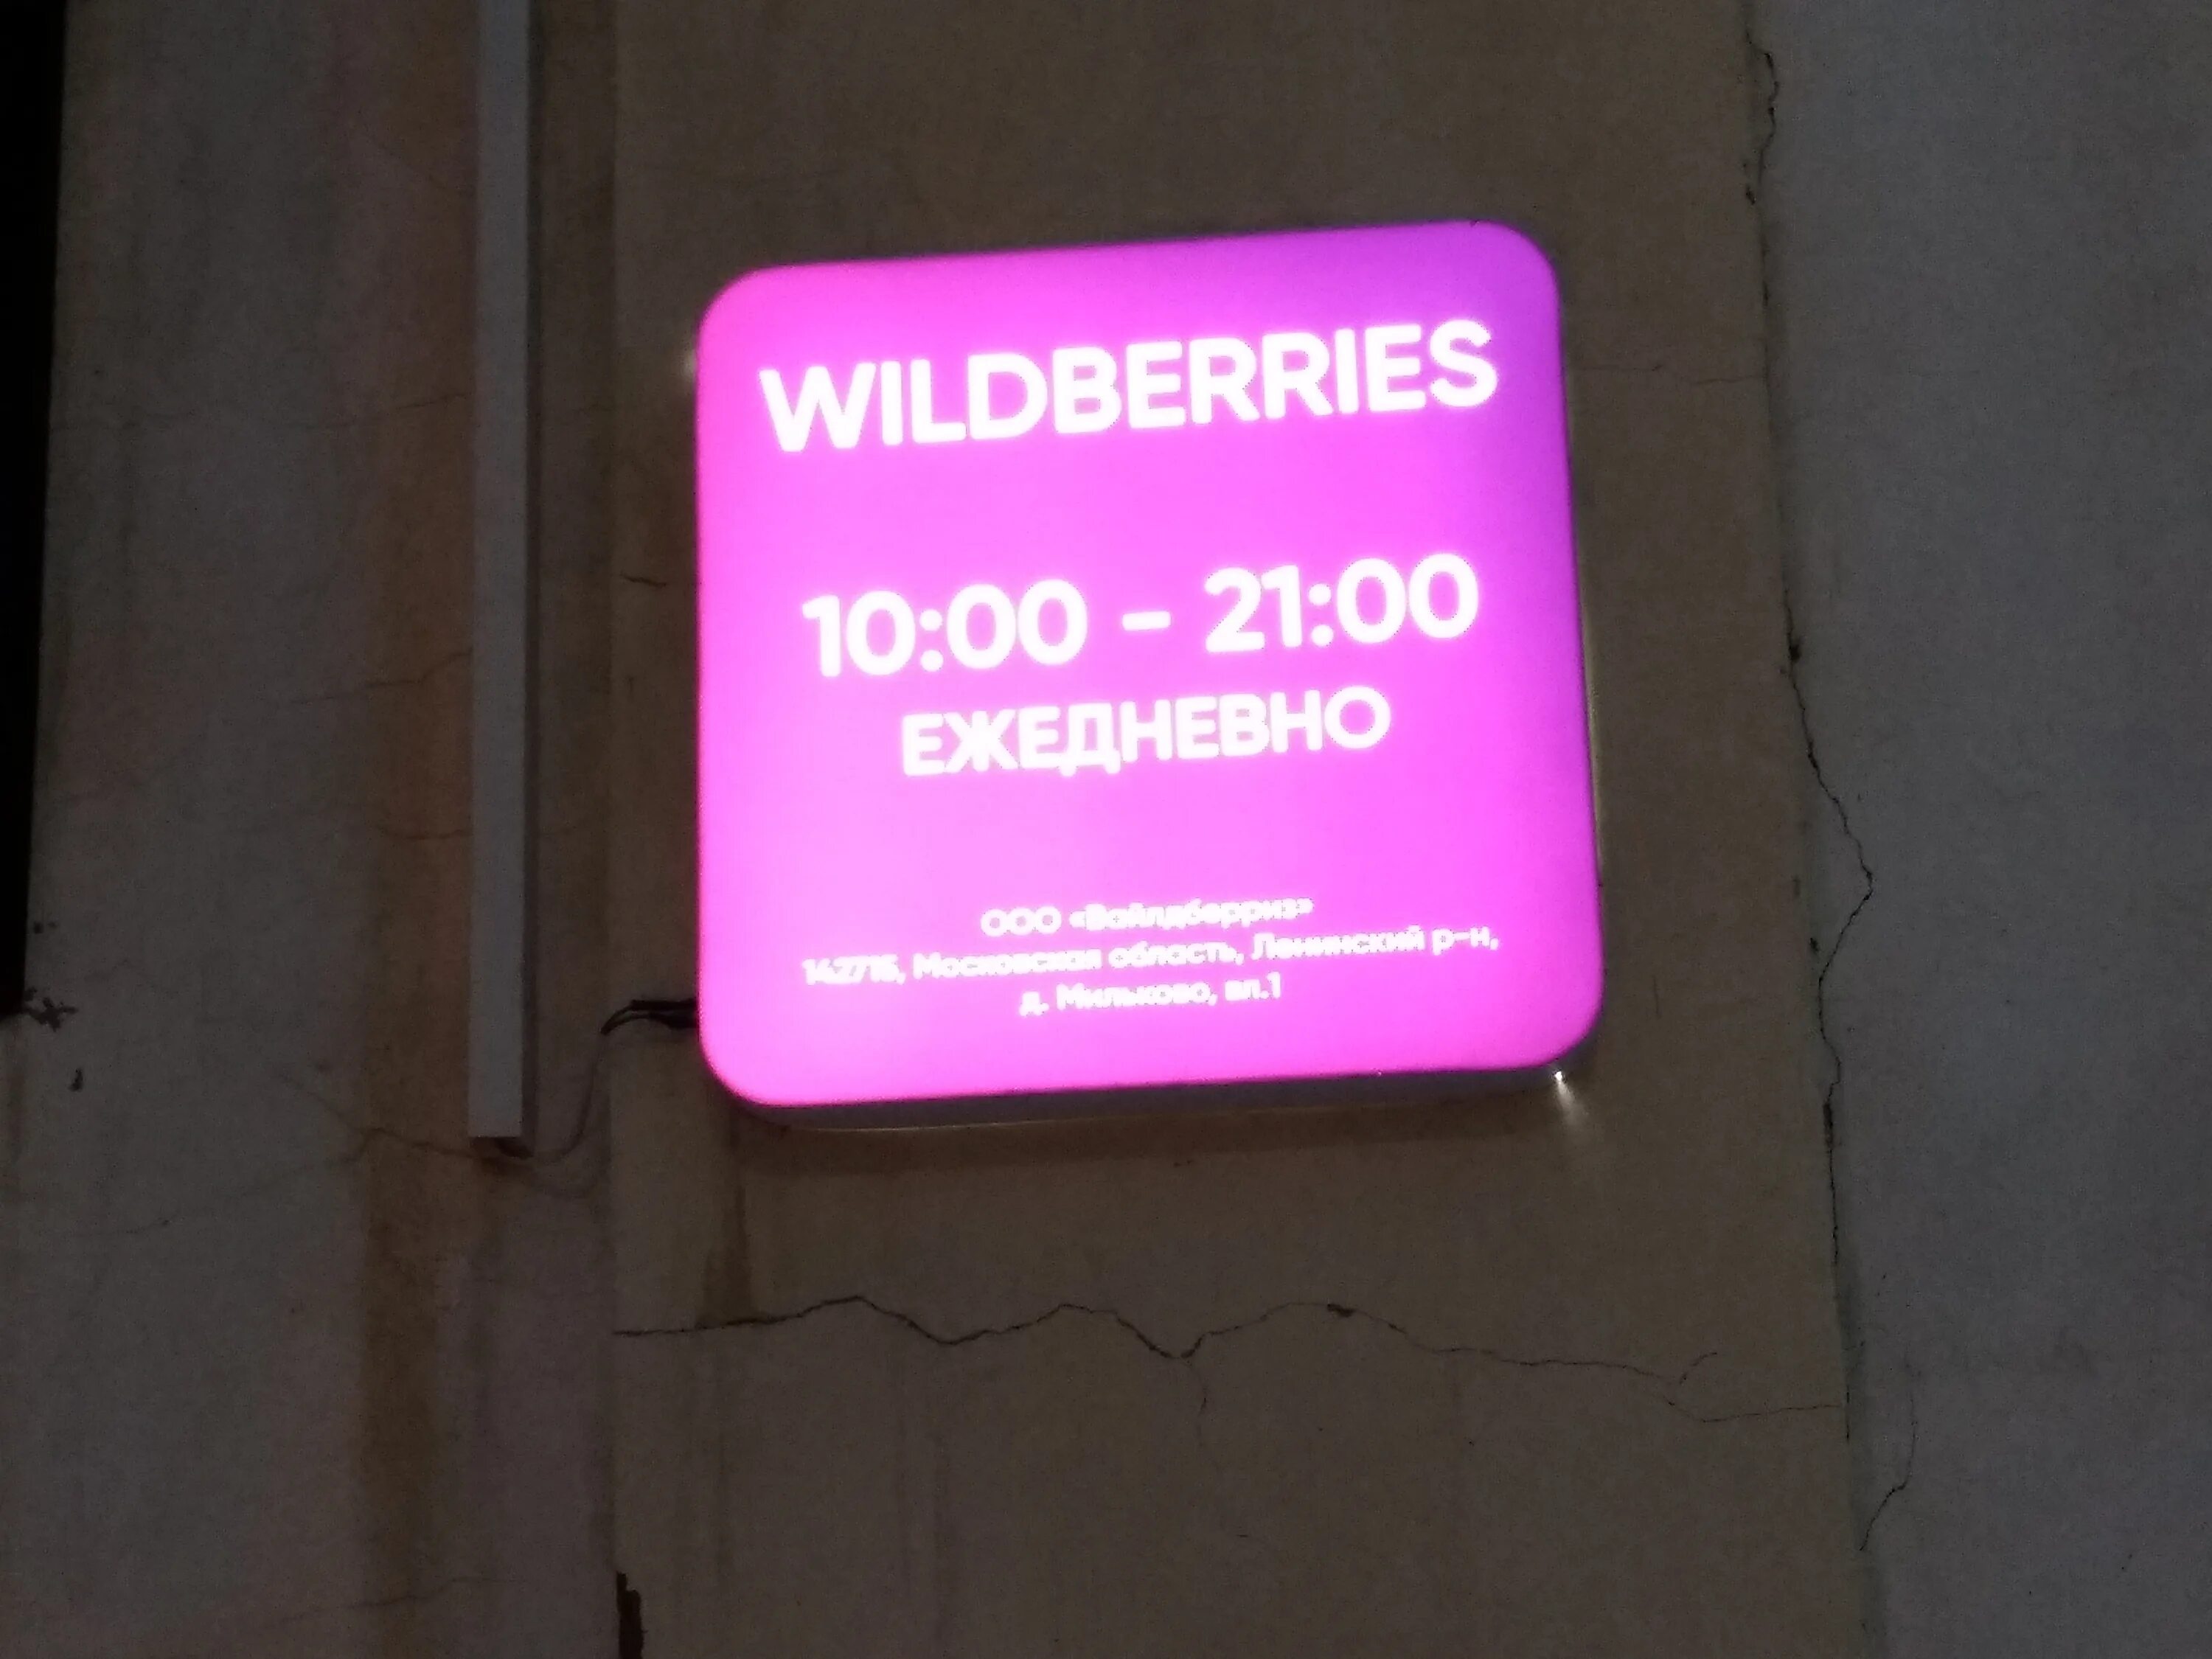 WILDBERRIES
10:00 - 21:00
ЕЖЕДНЕВНО
ООО «Вайлдберриз»
142715, Московская область, Ленинский р-н,
д. Мильково, вл.1